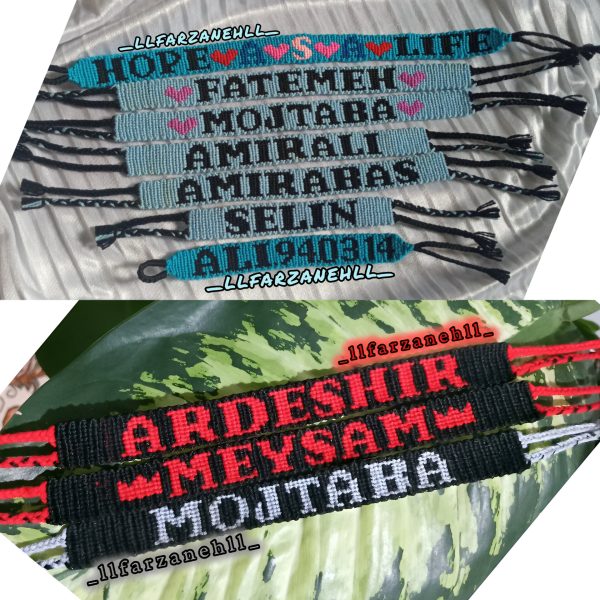 _LLFARZANEHLL_
HOPE❤A❤S❤A❤LIFE
❤FATEMEH❤
❤MOJTABA❤
AMIRALI
AMIRABAS
SELIN
ALI 940314
_LLFARZANEHLL_
_llfarzanehll_
ARDESHIR
MEYSAM
MOJTABA
_llfarzanehll_